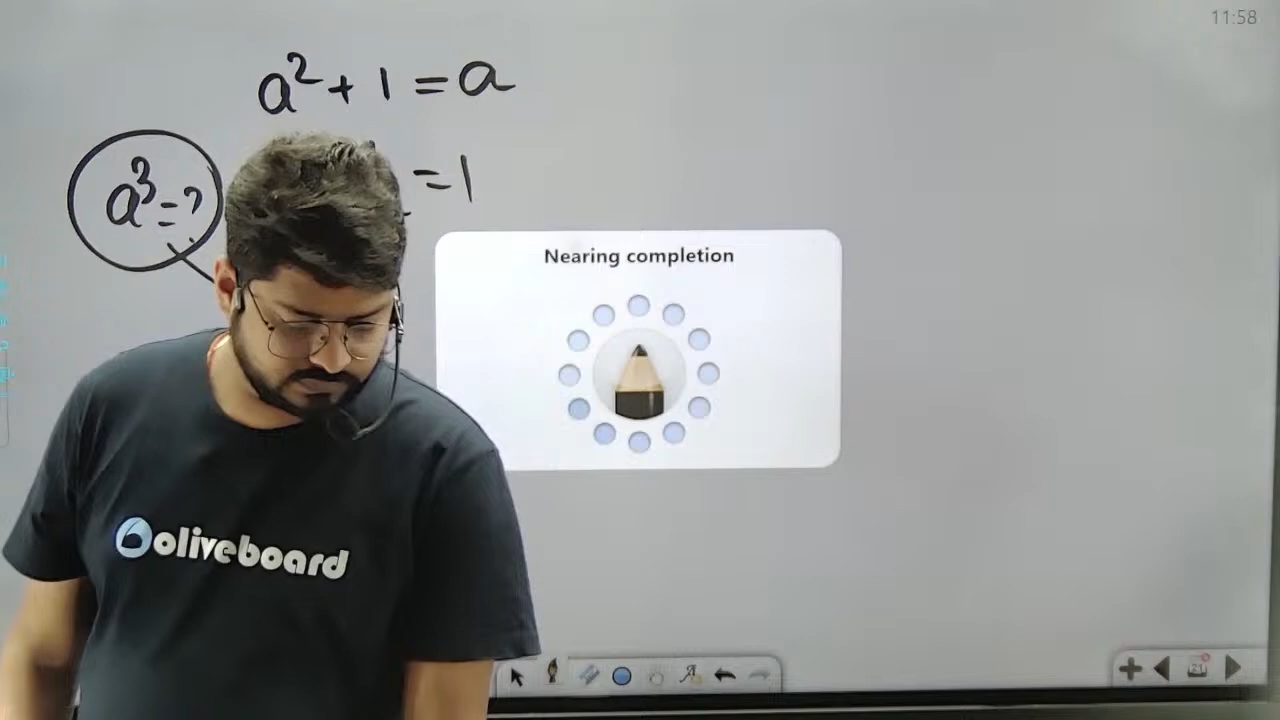 11:58
a² + 1 = a
a³ = ?
= 1
Nearing completion
oliveboard